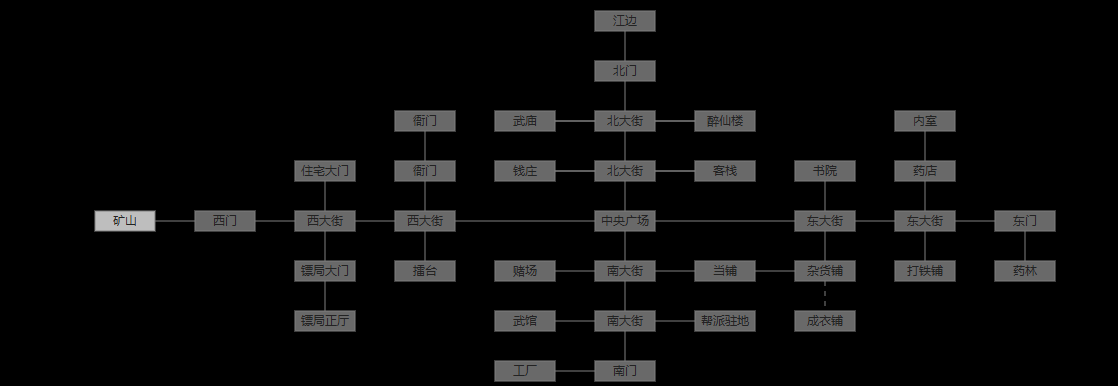 江边
北门
衙门 武庙 北大街 醉仙楼 内室
住宅大门 衙门 钱庄 北大街 客栈 书院 药店
矿山 西门 西大街 西大街 中央广场 东大街 东大街 东门
镖局大门 擂台 赌场 南大街 当铺 杂货铺 打铁铺 药林
镖局正厅 武馆 南大街 帮派驻地 成衣铺
工厂 南门